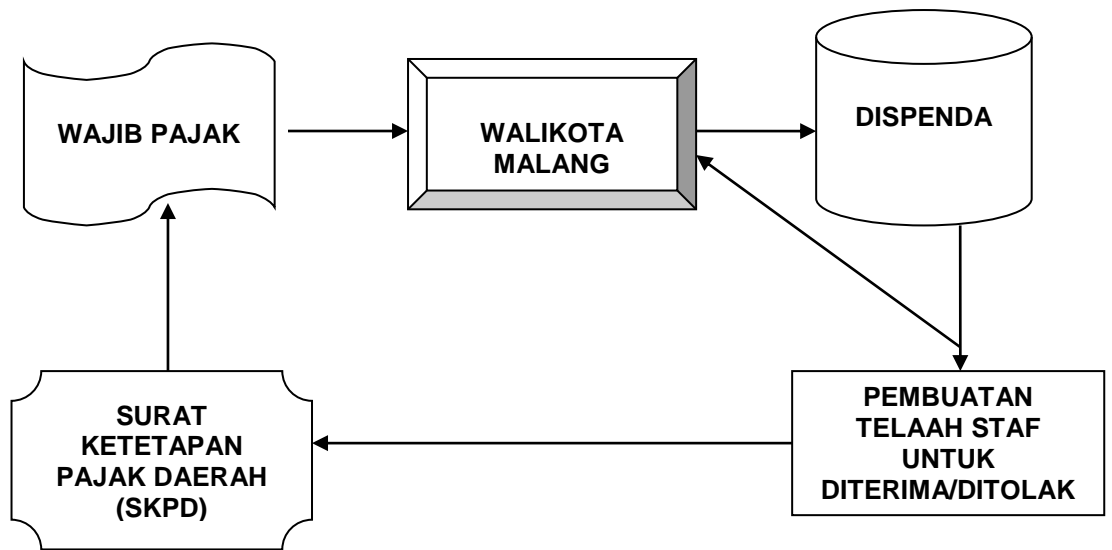 WAJIB PAJAK
WALIKOTA
MALANG
DISPENDA
SURAT
KETETAPAN
PAJAK DAERAH
(SKPD)
PEMBUATAN
TELAAH STAF
UNTUK
DITERIMA/DITOLAK